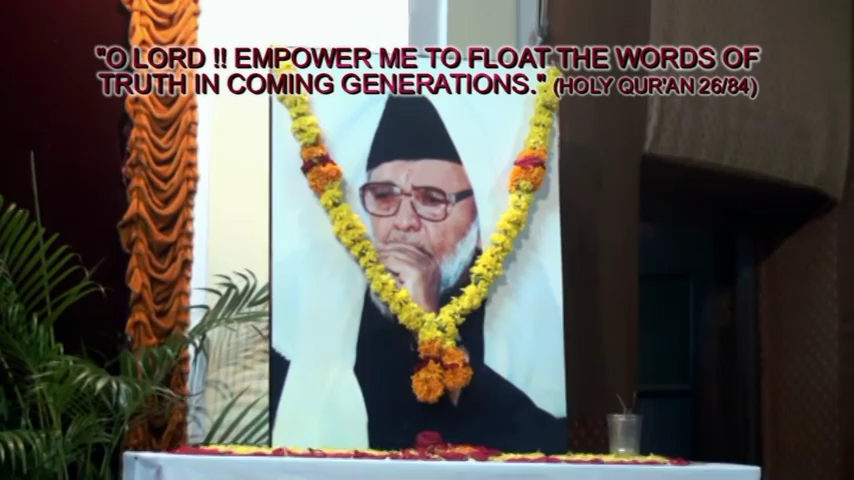 "O LORD !! EMPOWER ME TO FLOAT THE WORDS OF
TRUTH IN COMING GENERATIONS." (HOLY QUR'AN 26/84)